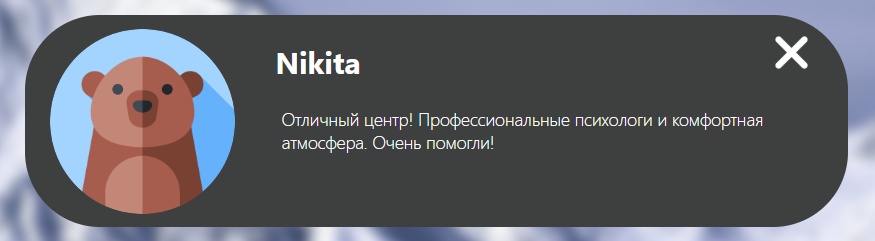 Nikita
Отличный центр! Профессиональные психологи и комфортная
атмосфера. Очень помогли!